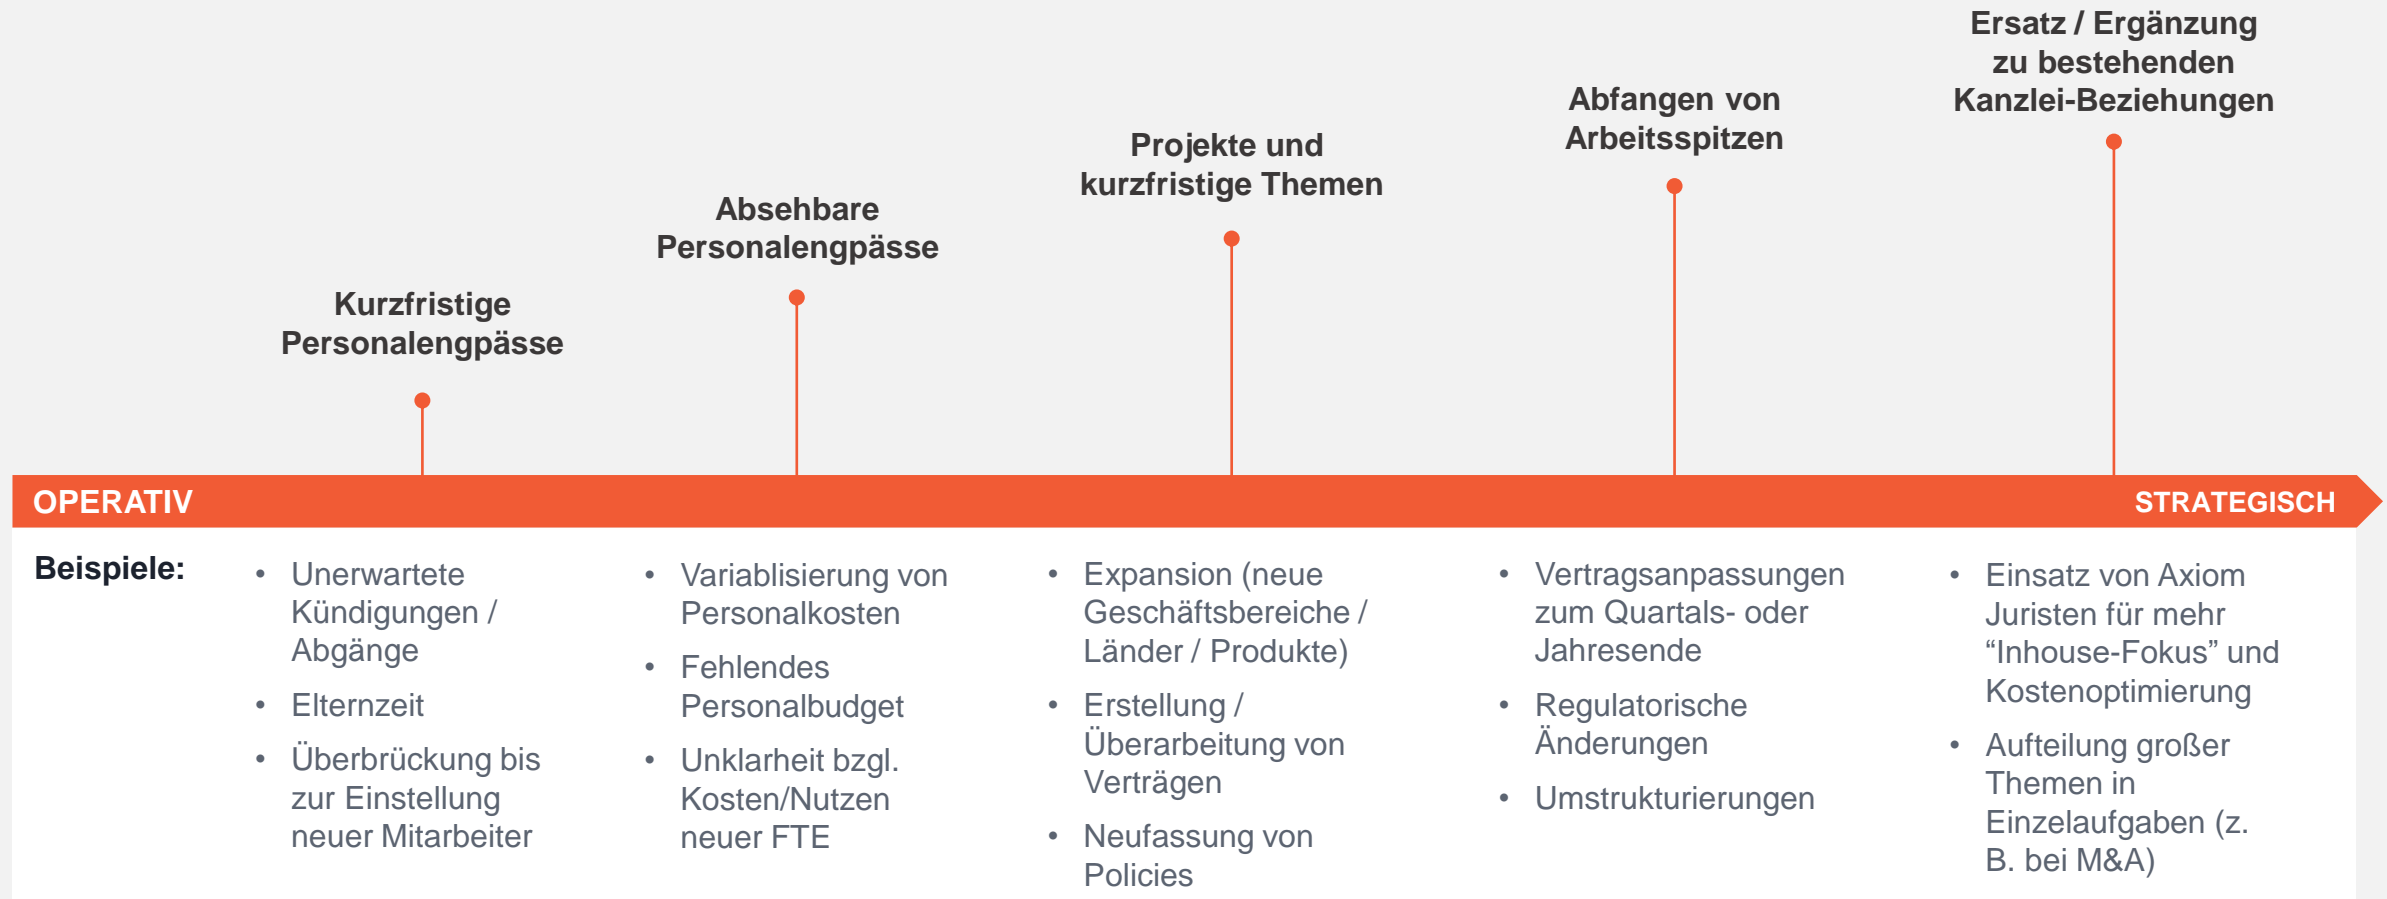 Kurzfristige
Personalengpässe
Absehbare
Personalengpässe
Projekte und
kurzfristige Themen
Abfangen von
Arbeitsspitzen
Ersatz / Ergänzung
zu bestehenden
Kanzlei-Beziehungen
OPERATIV
STRATEGISCH
Beispiele:
• Unerwartete
Kündigungen /
Abgänge
• Elternzeit
• Überbrückung bis
zur Einstellung
neuer Mitarbeiter
• Variablisierung von
Personalkosten
• Fehlendes
Personalbudget
• Unklarheit bzgl.
Kosten/Nutzen
neuer FTE
• Expansion (neue
Geschäftsbereiche /
Länder / Produkte)
• Erstellung /
Überarbeitung von
Verträgen
• Neufassung von
Policies
• Vertragsanpassungen
zum Quartals- oder
Jahresende
• Regulatorische
Änderungen
• Umstrukturierungen
• Einsatz von Axiom
Juristen für mehr
“Inhouse-Fokus” und
Kostenoptimierung
• Aufteilung großer
Themen in
Einzelaufgaben (z.
B. bei M&A)